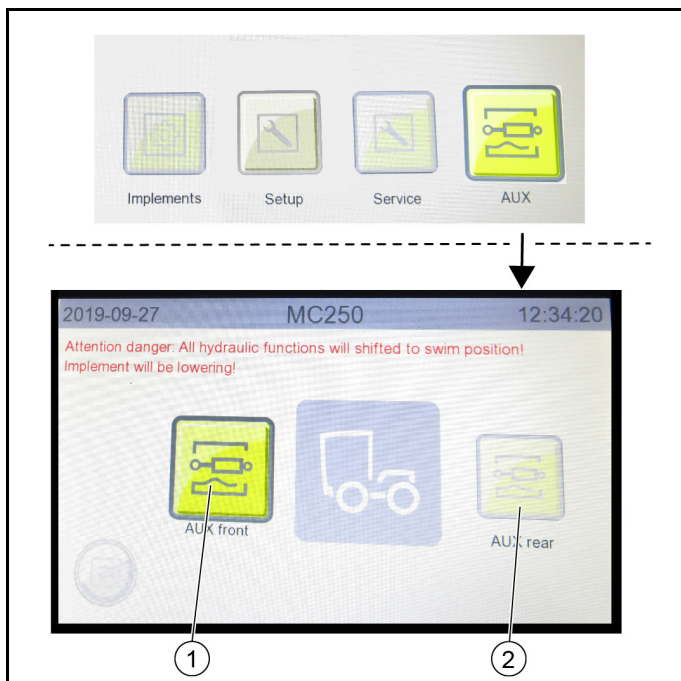 Implements
Setup
Service
AUX
2019-09-27
MC250
12:34:20
Attention danger: All hydraulic functions will shifted to swim position!
Implement will be lowering!
AUX front
AUX rear
1
2